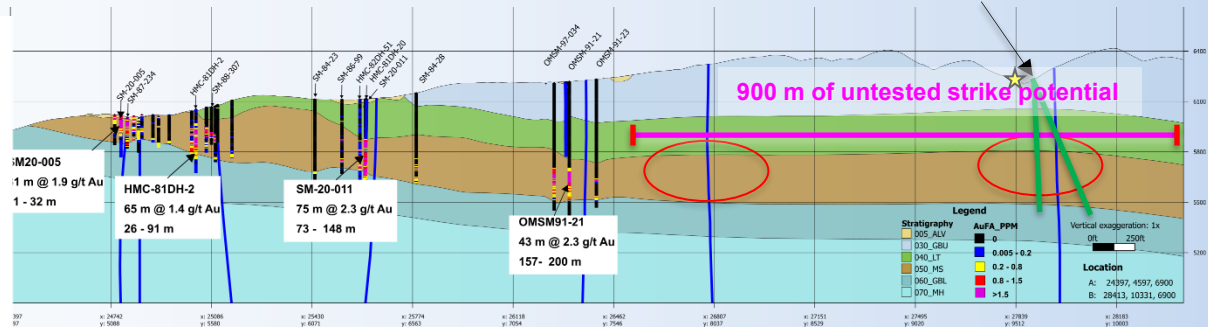 SM-20-005
SM-87-234
HMC-81DH-2
SM-88-307
SM-84-23
SM-86-99
HMC-82DH-51
HMC-81DH-20
SM-20-011
SM-84-28
OMSM-97-034
OMSM-91-21
OMSM-91-23
900 m of untested strike potential
6400
6100
5800
5500
5200
SM20-005
31 m @ 1.9 g/t Au
1 - 32 m
HMC-81DH-2
65 m @ 1.4 g/t Au
26 - 91 m
SM-20-011
75 m @ 2.3 g/t Au
73 - 148 m
OMSM91-21
43 m @ 2.3 g/t Au
157- 200 m
Legend
Stratigraphy
005_ALV
030_GBU
040_LT
050_MS
060_GBL
070_MH
AuFA_PPM
0
0.005 - 0.2
0.2 - 0.8
0.8 - 1.5
>1.5
Vertical exaggeration: 1x
0ft 250ft
Location
A: 24397, 4597, 6900
B: 28413, 10331, 6900
x: 24742 x: 25086 x: 25430 x: 25774 x: 26118 x: 26462 x: 26807 x: 27151 x: 27495 x: 27839 x: 28183
y: 5088 y: 5580 y: 6071 y: 6563 y: 7054 y: 7546 y: 8037 y: 8529 y: 9020 y: 9512 y: 10003